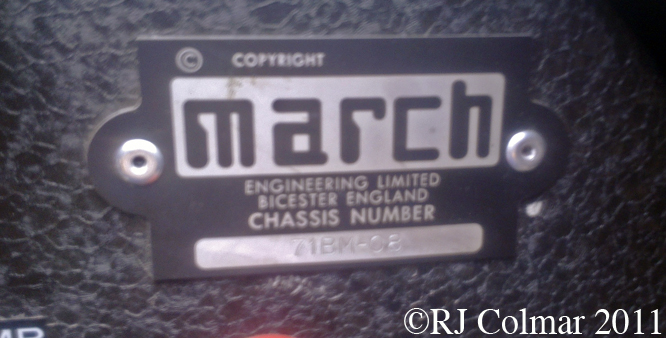 © COPYRIGHT
march
ENGINEERING LIMITED
BICESTER ENGLAND
CHASSIS NUMBER
71BM-08
©RJ Colmar 2011